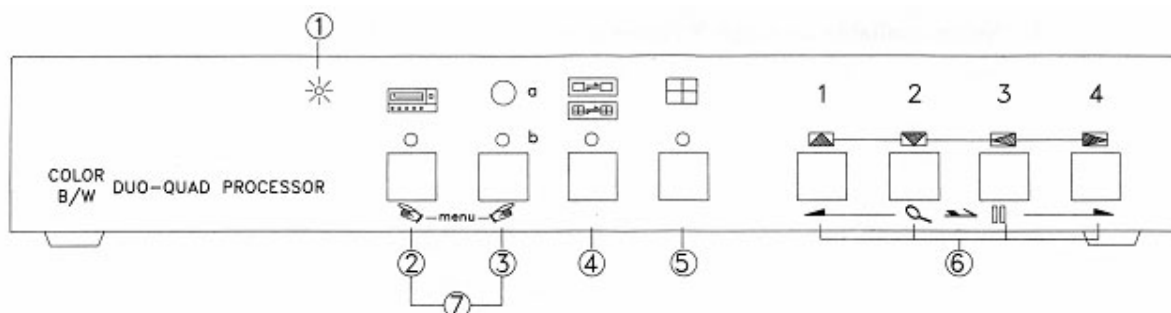 ①
a
1 2 3 4
b
COLOR
B/W DUO-QUAD PROCESSOR
menu
② ③ ④ ⑤ ⑥
⑦